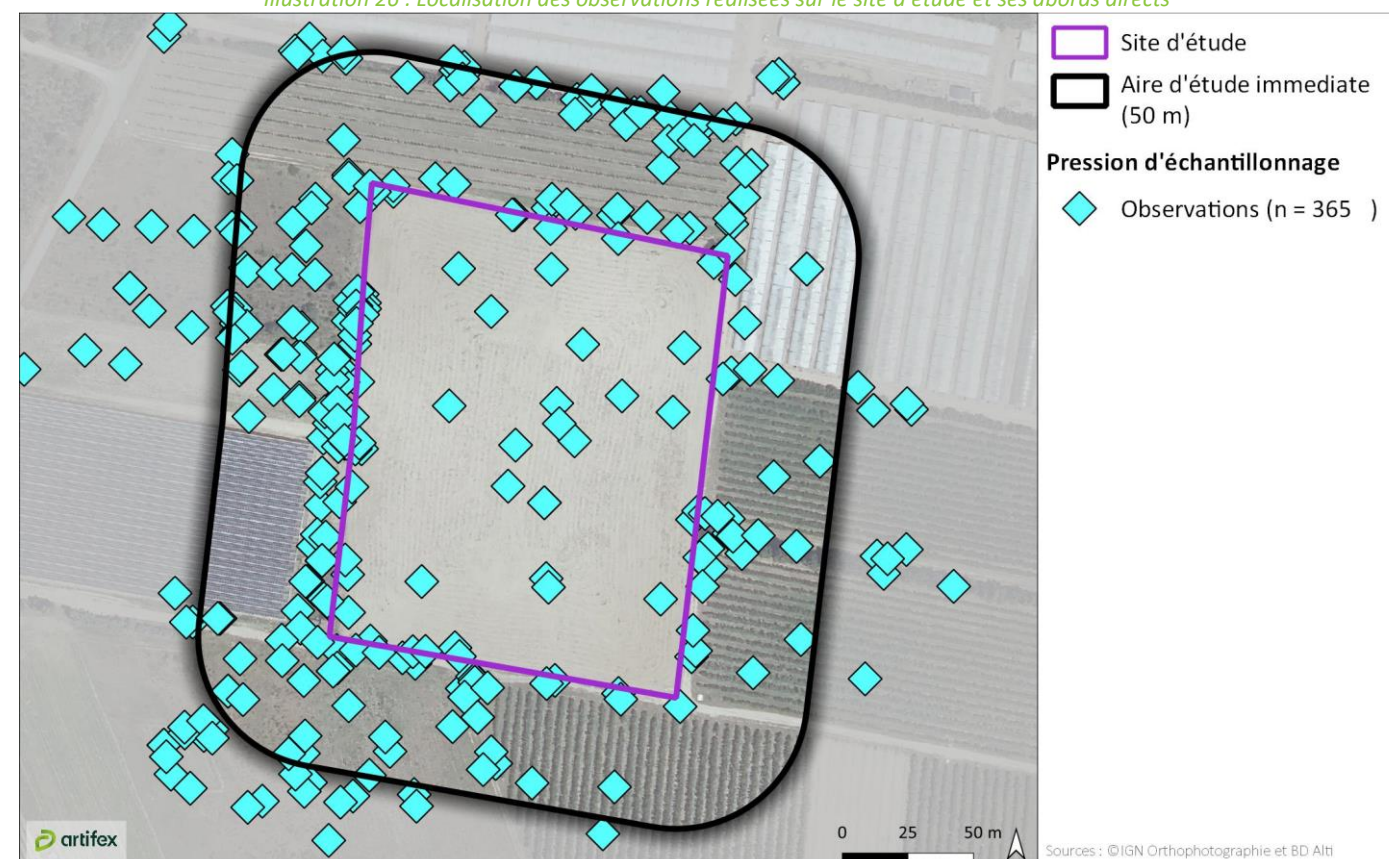 Illustration 26 : Localisation des observations réalisées sur le site d'étude et ses abords directs
Site d'étude
Aire d'étude immediate
(50 m)
Pression d'échantillonnage
Observations (n = 365 )
artifex
0 25 50 m
Sources : ©IGN Orthophotographie et BD Alti